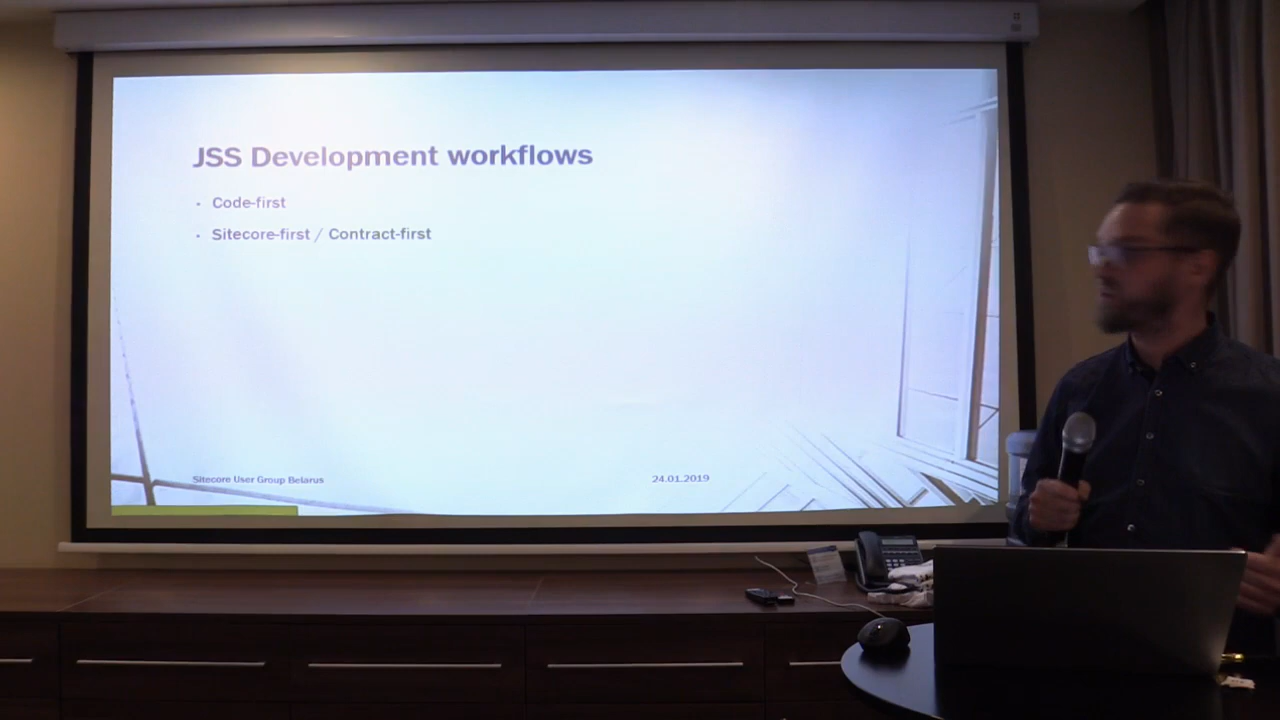 JSS Development workflows
• Code-first
• Sitecore-first / Contract-first
Sitecore User Group Belarus
24.01.2019